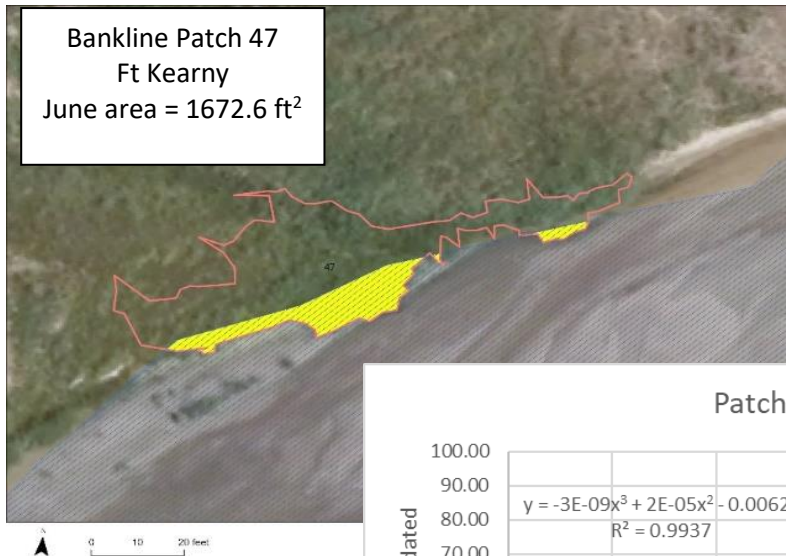 Bankline Patch 47
Ft Kearny
June area = 1672.6 ft²
47
N
0 10 20 feet
Patch
100.00
90.00
80.00
70.00
y = -3E-09x³ + 2E-05x² - 0.0062
R² = 0.9937